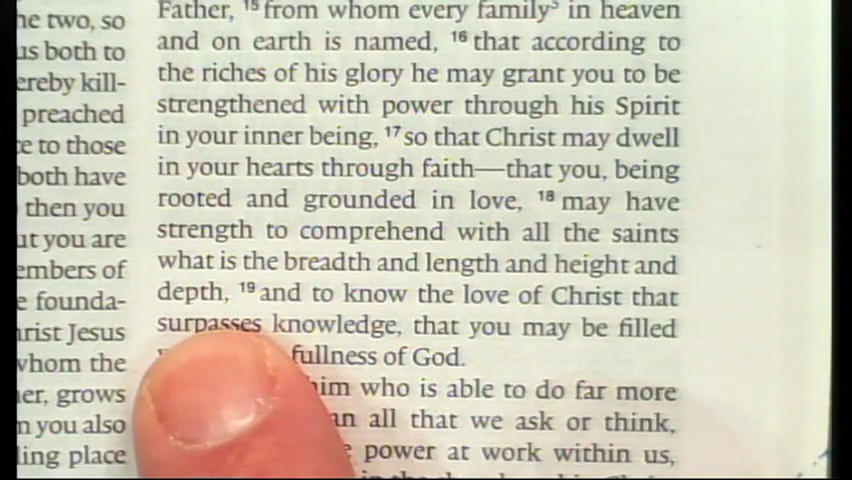 he two, so
us both to
ereby kill-
preached
e to those
both have
then you
ut you are
embers of
e founda-
hrist Jesus
whom the
er, grows
n you also
ling place
Father, 15 from whom every family5 in heaven
and on earth is named, 16 that according to
the riches of his glory he may grant you to be
strengthened with power through his Spirit
in your inner being, 17 so that Christ may dwell
in your hearts through faith—that you, being
rooted and grounded in love, 18 may have
strength to comprehend with all the saints
what is the breadth and length and height and
depth, 19 and to know the love of Christ that
surpasses knowledge, that you may be filled
fullness of God.
him who is able to do far more
an all that we ask or think,
power at work within us,
in the